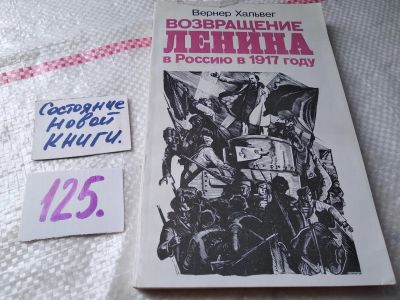 Вернер Хальвег
ВОЗВРАЩЕНИЕ
ЛЕНИНА
в Россию в 1917 году
Состояние
новой
книги.
125.